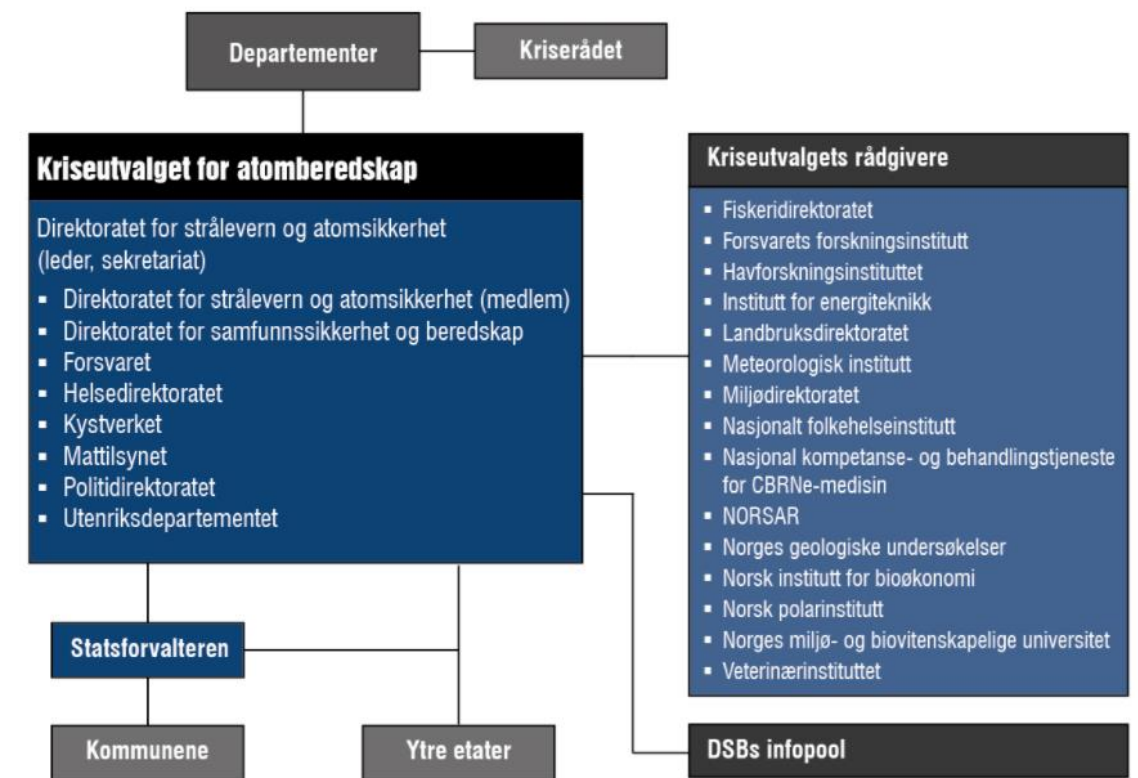 Departementer
Kriserådet
Kriseutvalget for atomberedskap
Direktoratet for strålevern og atomsikkerhet
(leder, sekretariat)
▪ Direktoratet for strålevern og atomsikkerhet (medlem)
▪ Direktoratet for samfunnssikkerhet og beredskap
▪ Forsvaret
▪ Helsedirektoratet
▪ Kystverket
▪ Mattilsynet
▪ Politidirektoratet
▪ Utenriksdepartementet
Kriseutvalgets rådgivere
▪ Fiskeridirektoratet
▪ Forsvarets forskningsinstitutt
▪ Havforskningsinstituttet
▪ Institutt for energiteknikk
▪ Landbruksdirektoratet
▪ Meteorologisk institutt
▪ Miljødirektoratet
▪ Nasjonalt folkehelseinstitutt
▪ Nasjonal kompetanse- og behandlingstjeneste
for CBRNe-medisin
▪ NORSAR
▪ Norges geologiske undersøkelser
▪ Norsk institutt for bioøkonomi
▪ Norsk polarinstitutt
▪ Norges miljø- og biovitenskapelige universitet
▪ Veterinærinstituttet
Statsforvalteren
Kommunene
Ytre etater
DSBs infopool